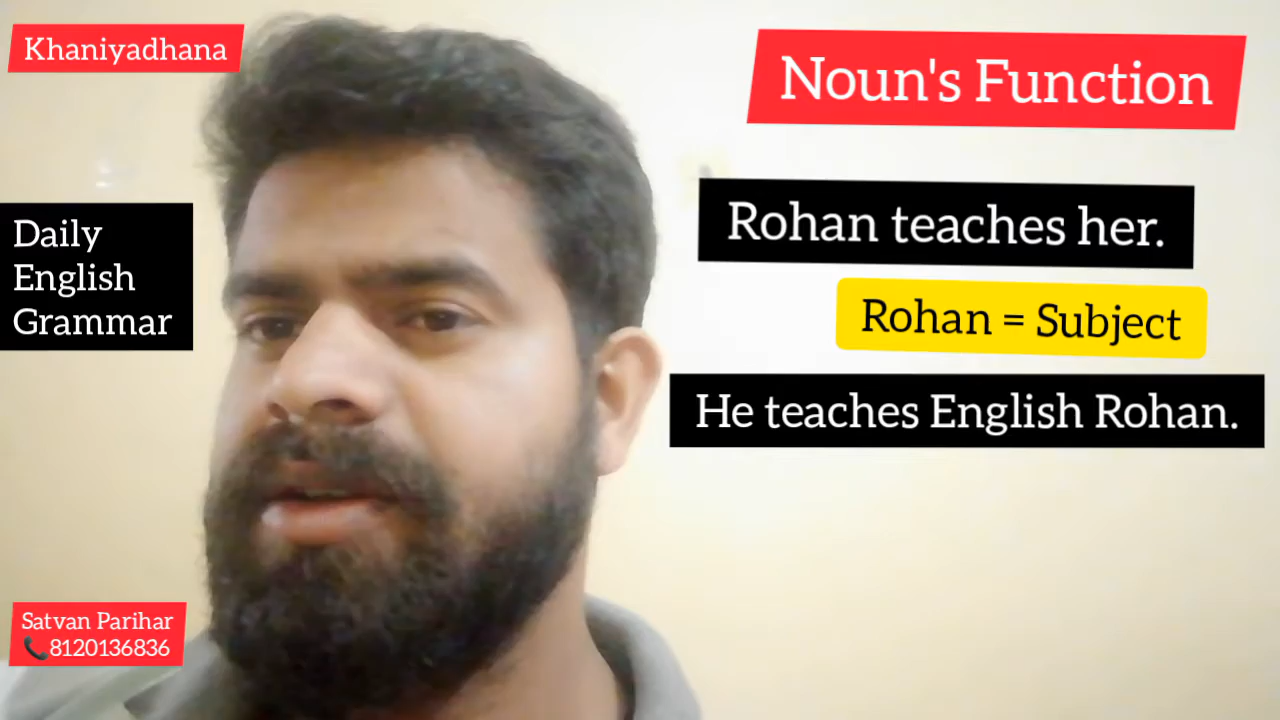 Khaniyadhana
Noun's Function
Daily
English
Grammar
Rohan teaches her.
Rohan = Subject
He teaches English Rohan.
Satvan Parihar
📞8120136836